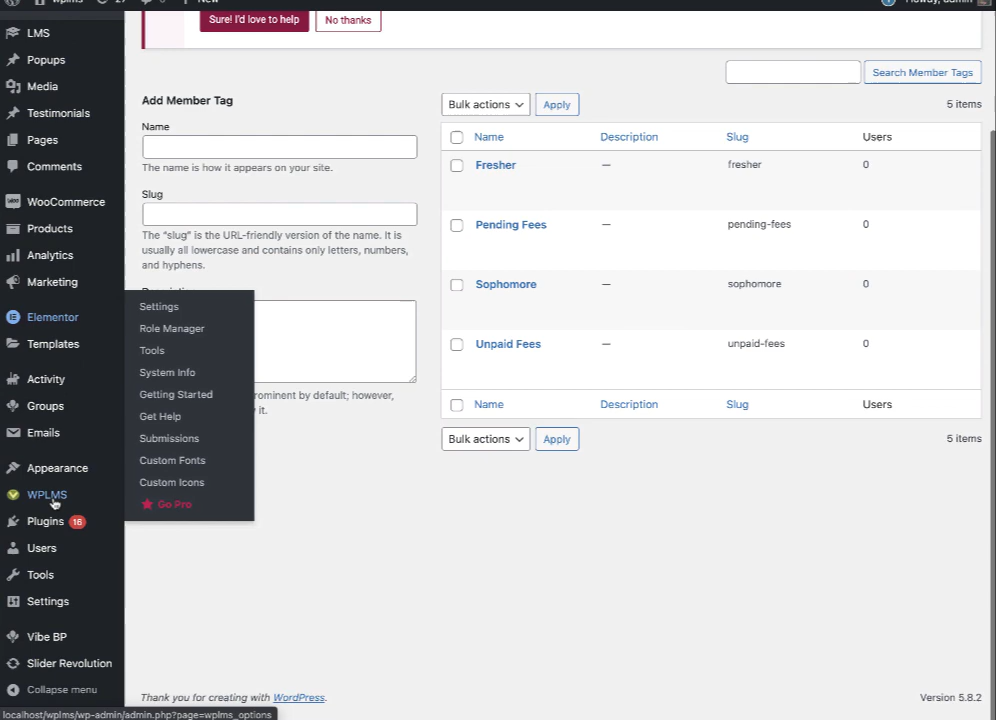 wplms
New
Howdy, admin
Sure! I'd love to help
No thanks
LMS
Popups
Media
Testimonials
Pages
Comments
WooCommerce
Products
Analytics
Marketing
Elementor
Templates
Activity
Groups
Emails
Appearance
WPLMS
Plugins 16
Users
Tools
Settings
Vibe BP
Slider Revolution
Collapse menu
Settings
Role Manager
Tools
System Info
Getting Started
Get Help
Submissions
Custom Fonts
Custom Icons
Go Pro
Add Member Tag
Name
The name is how it appears on your site.
Slug
The “slug” is the URL-friendly version of the name. It is
usually all lowercase and contains only letters, numbers,
and hyphens.
prominent by default; however,
it.
Search Member Tags
Bulk actions Apply 5 items
Name Description Slug Users
Fresher — fresher 0
Pending Fees — pending-fees 0
Sophomore — sophomore 0
Unpaid Fees — unpaid-fees 0
Name Description Slug Users
Bulk actions Apply 5 items
Thank you for creating with WordPress. Version 5.8.2
localhost/wplms/wp-admin/admin.php?page=wplms_options